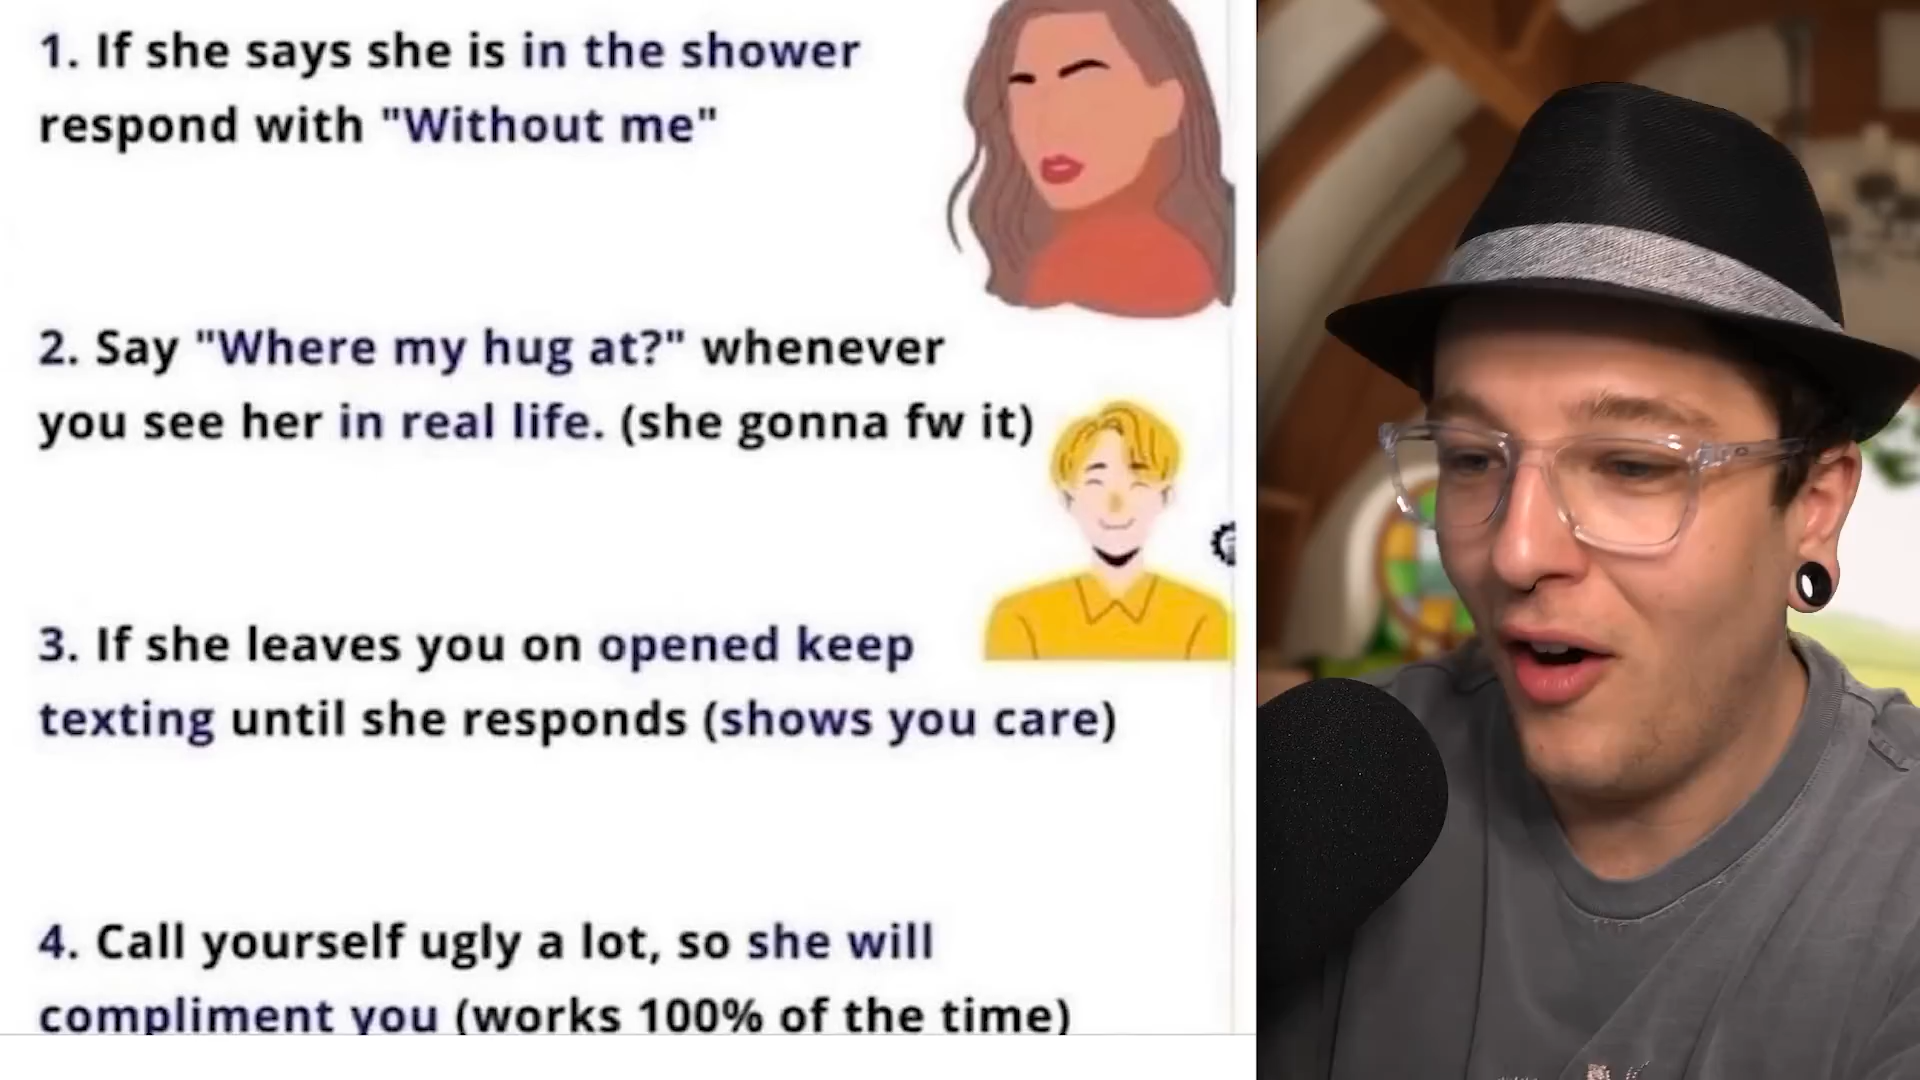 1. If she says she is in the shower
respond with "Without me"
2. Say "Where my hug at?" whenever
you see her in real life. (she gonna fw it)
3. If she leaves you on opened keep
texting until she responds (shows you care)
4. Call yourself ugly a lot, so she will
compliment you (works 100% of the time)